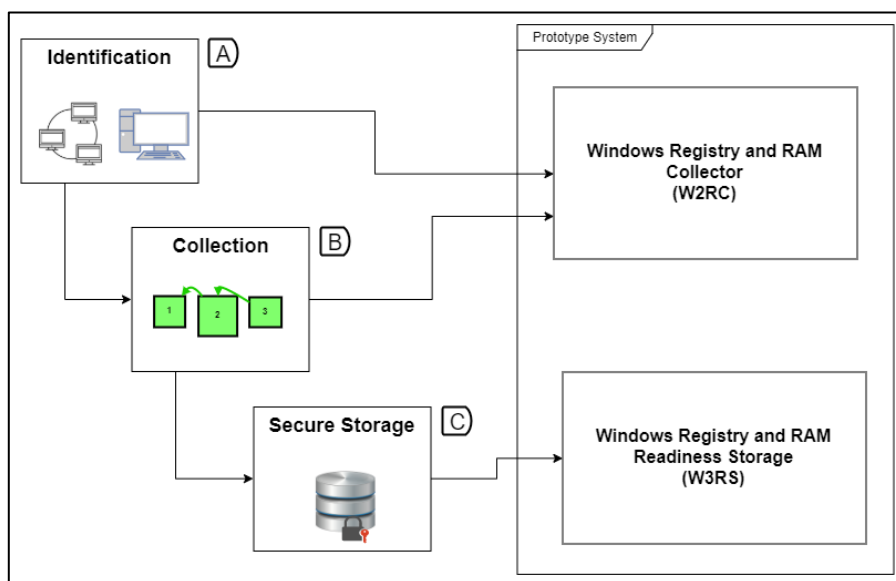 Identification
A
Prototype System
Windows Registry and RAM
Collector
(W2RC)
Collection
B
1
2
3
Secure Storage
C
Windows Registry and RAM
Readiness Storage
(W3RS)